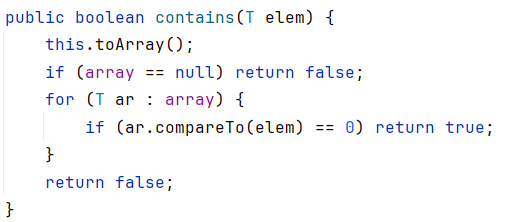 public boolean contains(T elem) {
    this.toArray();
    if (array == null) return false;
    for (T ar : array) {
        if (ar.compareTo(elem) == 0) return true;
    }
    return false;
}